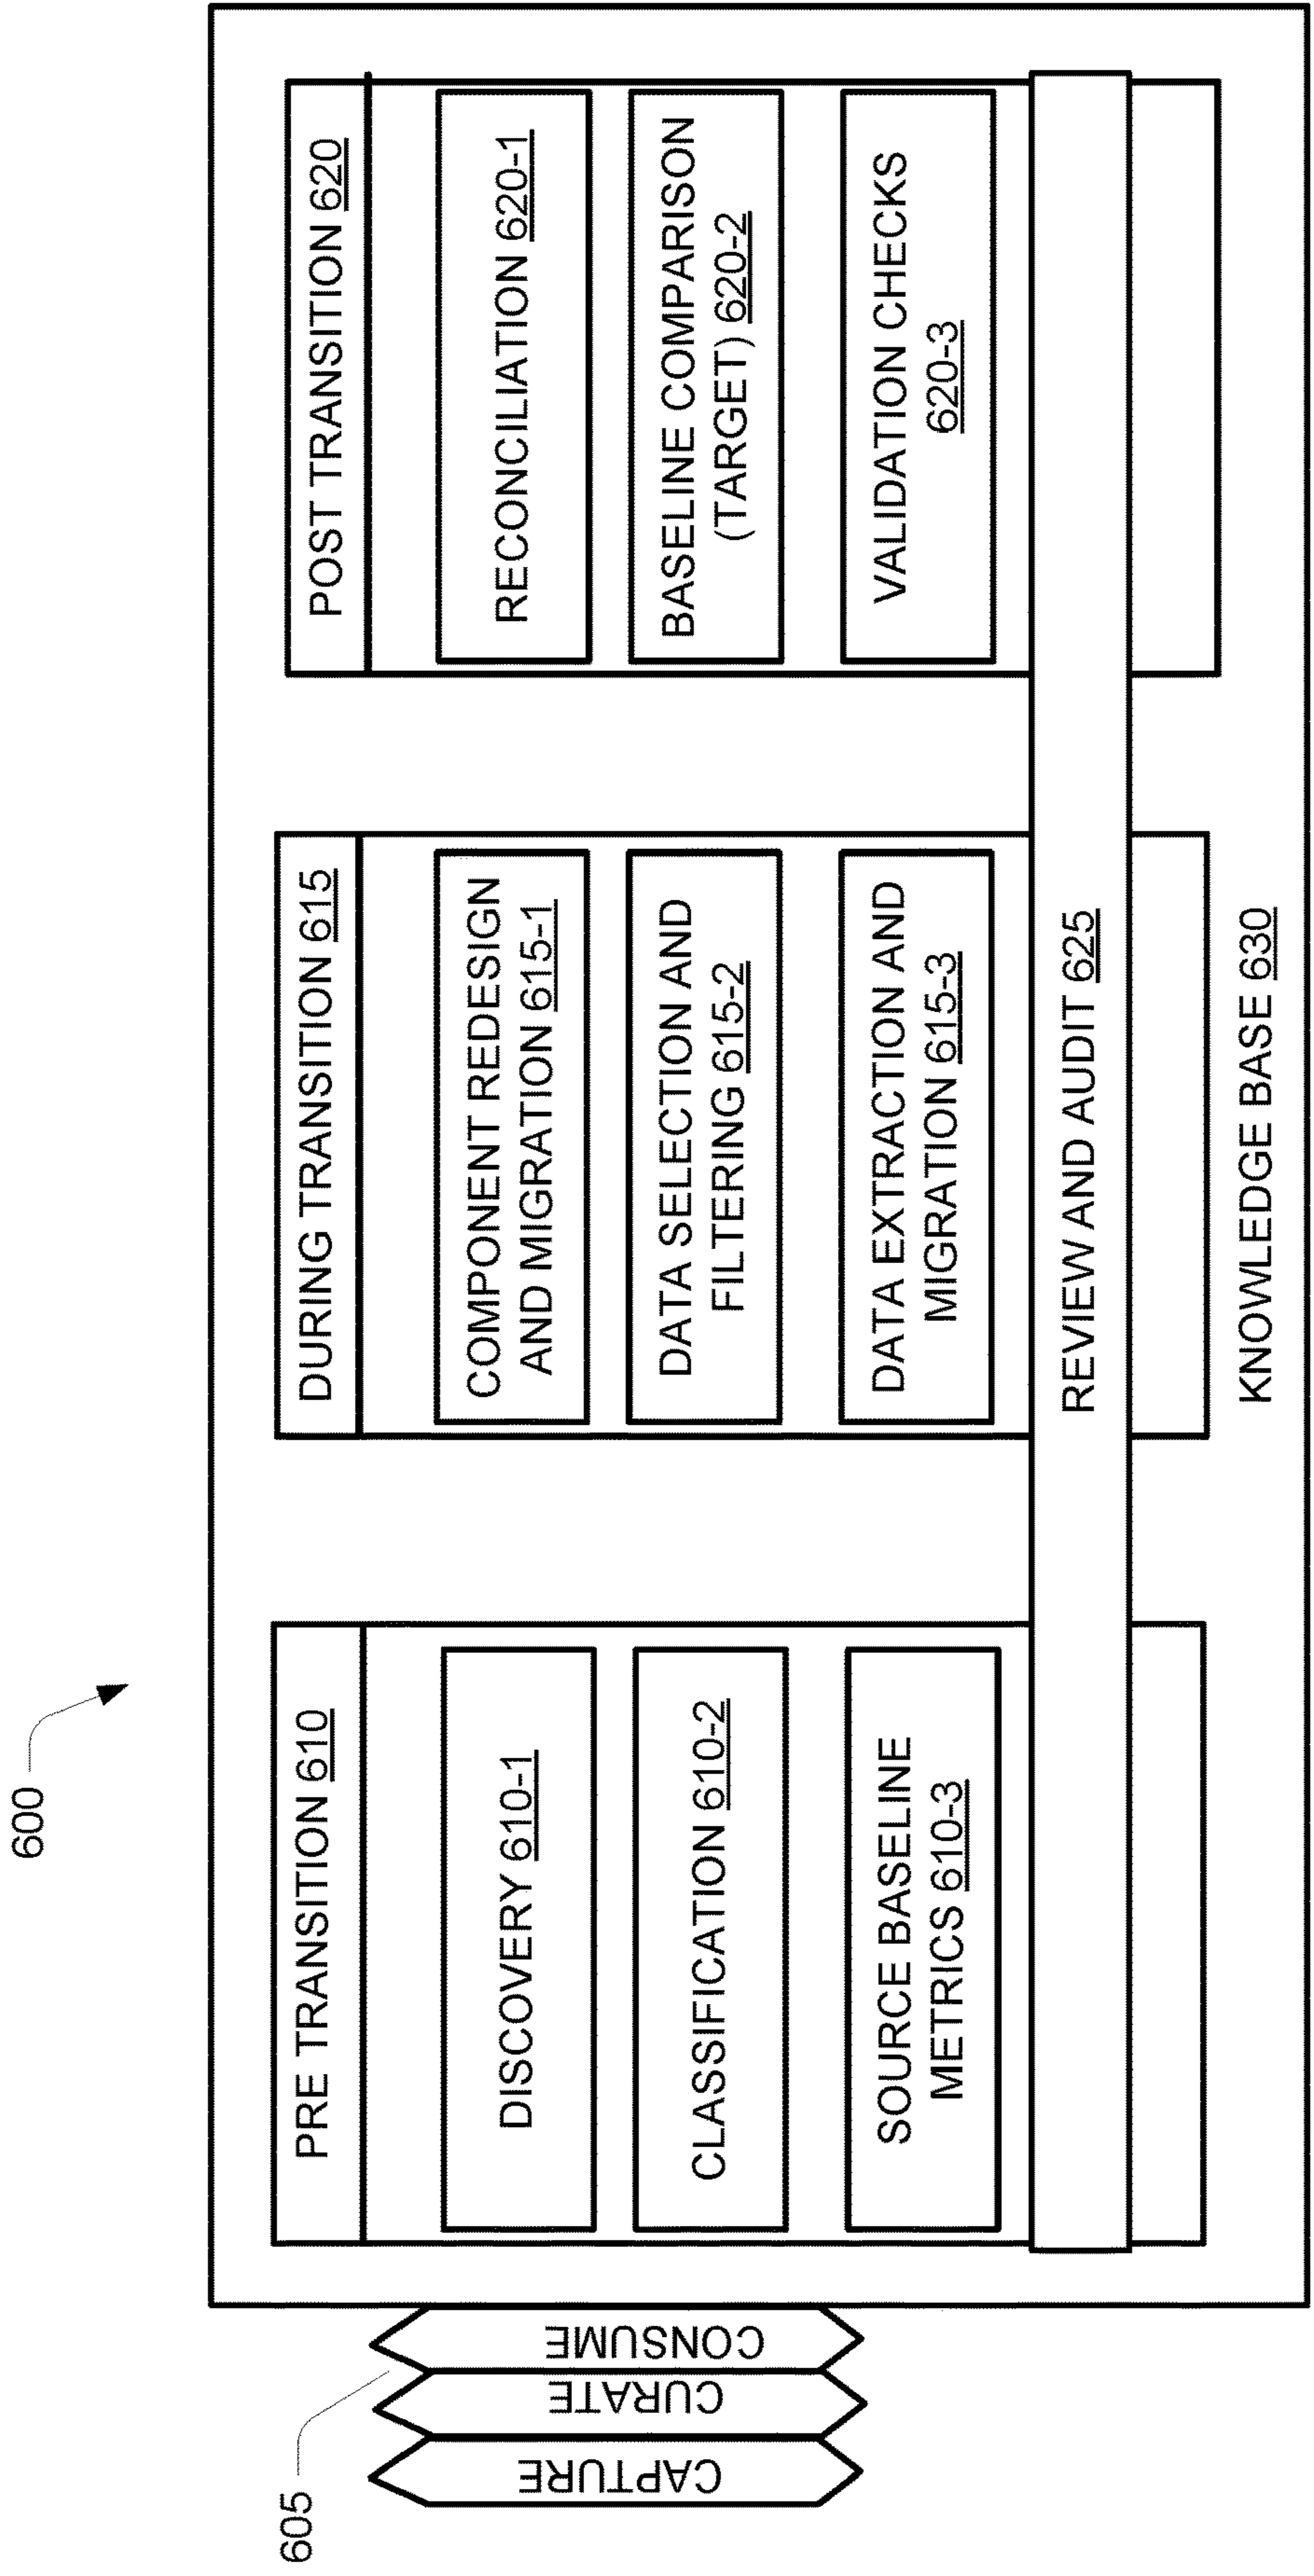 600
605
CAPTURE
CURATE
CONSUME
PRE TRANSITION 610
DISCOVERY 610-1
CLASSIFICATION 610-2
SOURCE BASELINE
METRICS 610-3
DURING TRANSITION 615
COMPONENT REDESIGN
AND MIGRATION 615-1
DATA SELECTION AND
FILTERING 615-2
DATA EXTRACTION AND
MIGRATION 615-3
POST TRANSITION 620
RECONCILIATION 620-1
BASELINE COMPARISON
(TARGET) 620-2
VALIDATION CHECKS
620-3
REVIEW AND AUDIT 625
KNOWLEDGE BASE 630